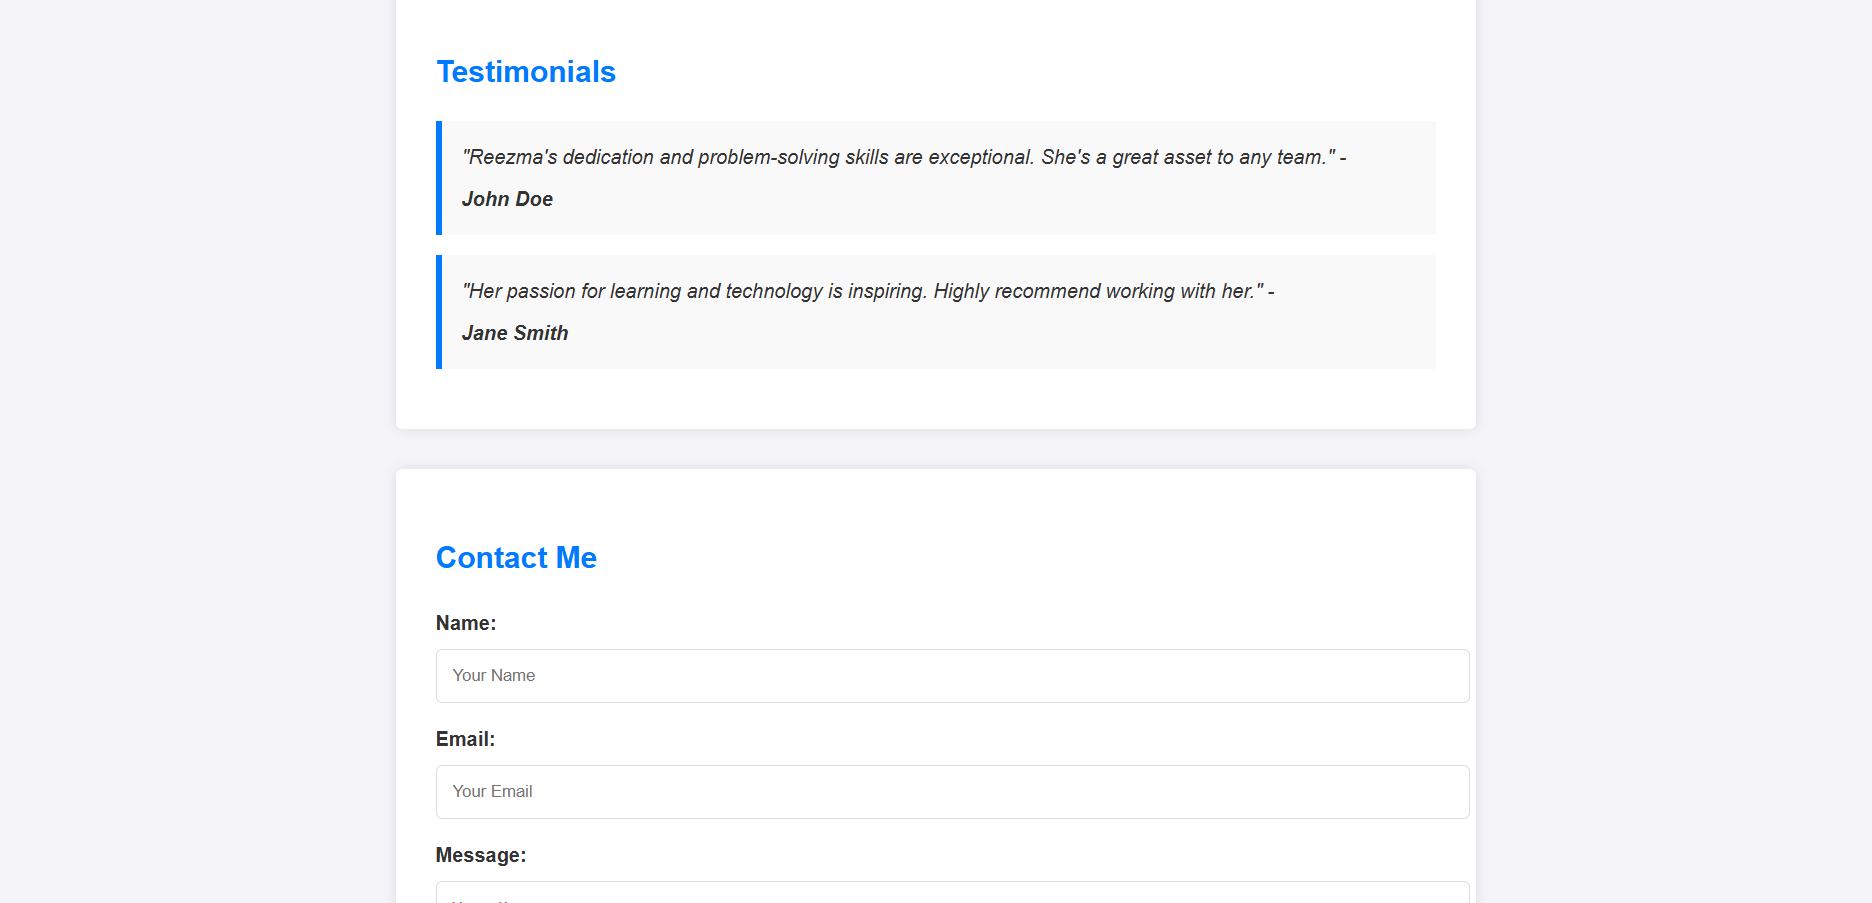 Testimonials
"Reezma's dedication and problem-solving skills are exceptional. She's a great asset to any team." -
John Doe
"Her passion for learning and technology is inspiring. Highly recommend working with her." -
Jane Smith
Contact Me
Name:
Your Name
Email:
Your Email
Message: